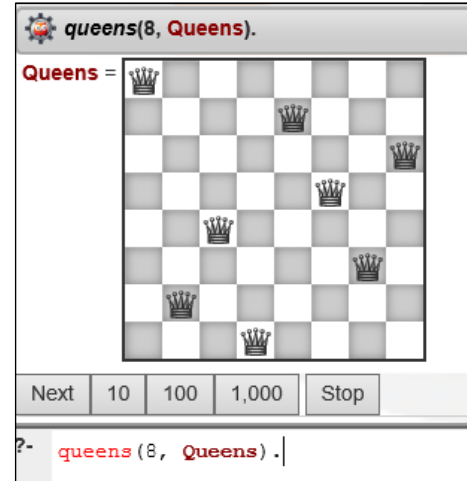 queens(8, Queens).
Queens =
Next 10 100 1,000 Stop
?- queens(8, Queens).